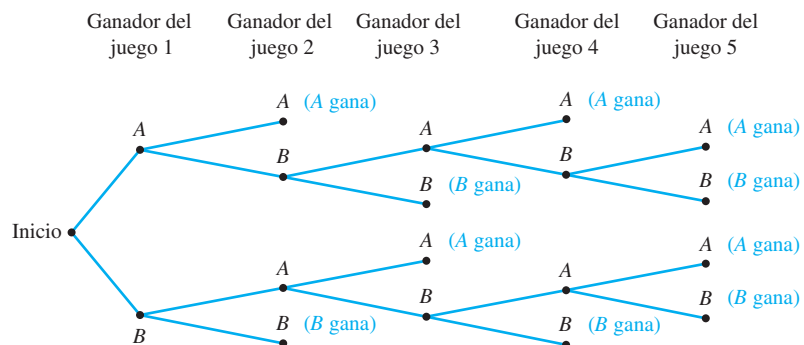 Ganador del juego 1
Ganador del juego 2
Ganador del juego 3
Ganador del juego 4
Ganador del juego 5
A (A gana)
A (A gana)
A
A
A (A gana)
B
B
B (B gana)
B (B gana)
Inicio
A (A gana)
A (A gana)
A
A
B
B (B gana)
B
B (B gana)
B (B gana)